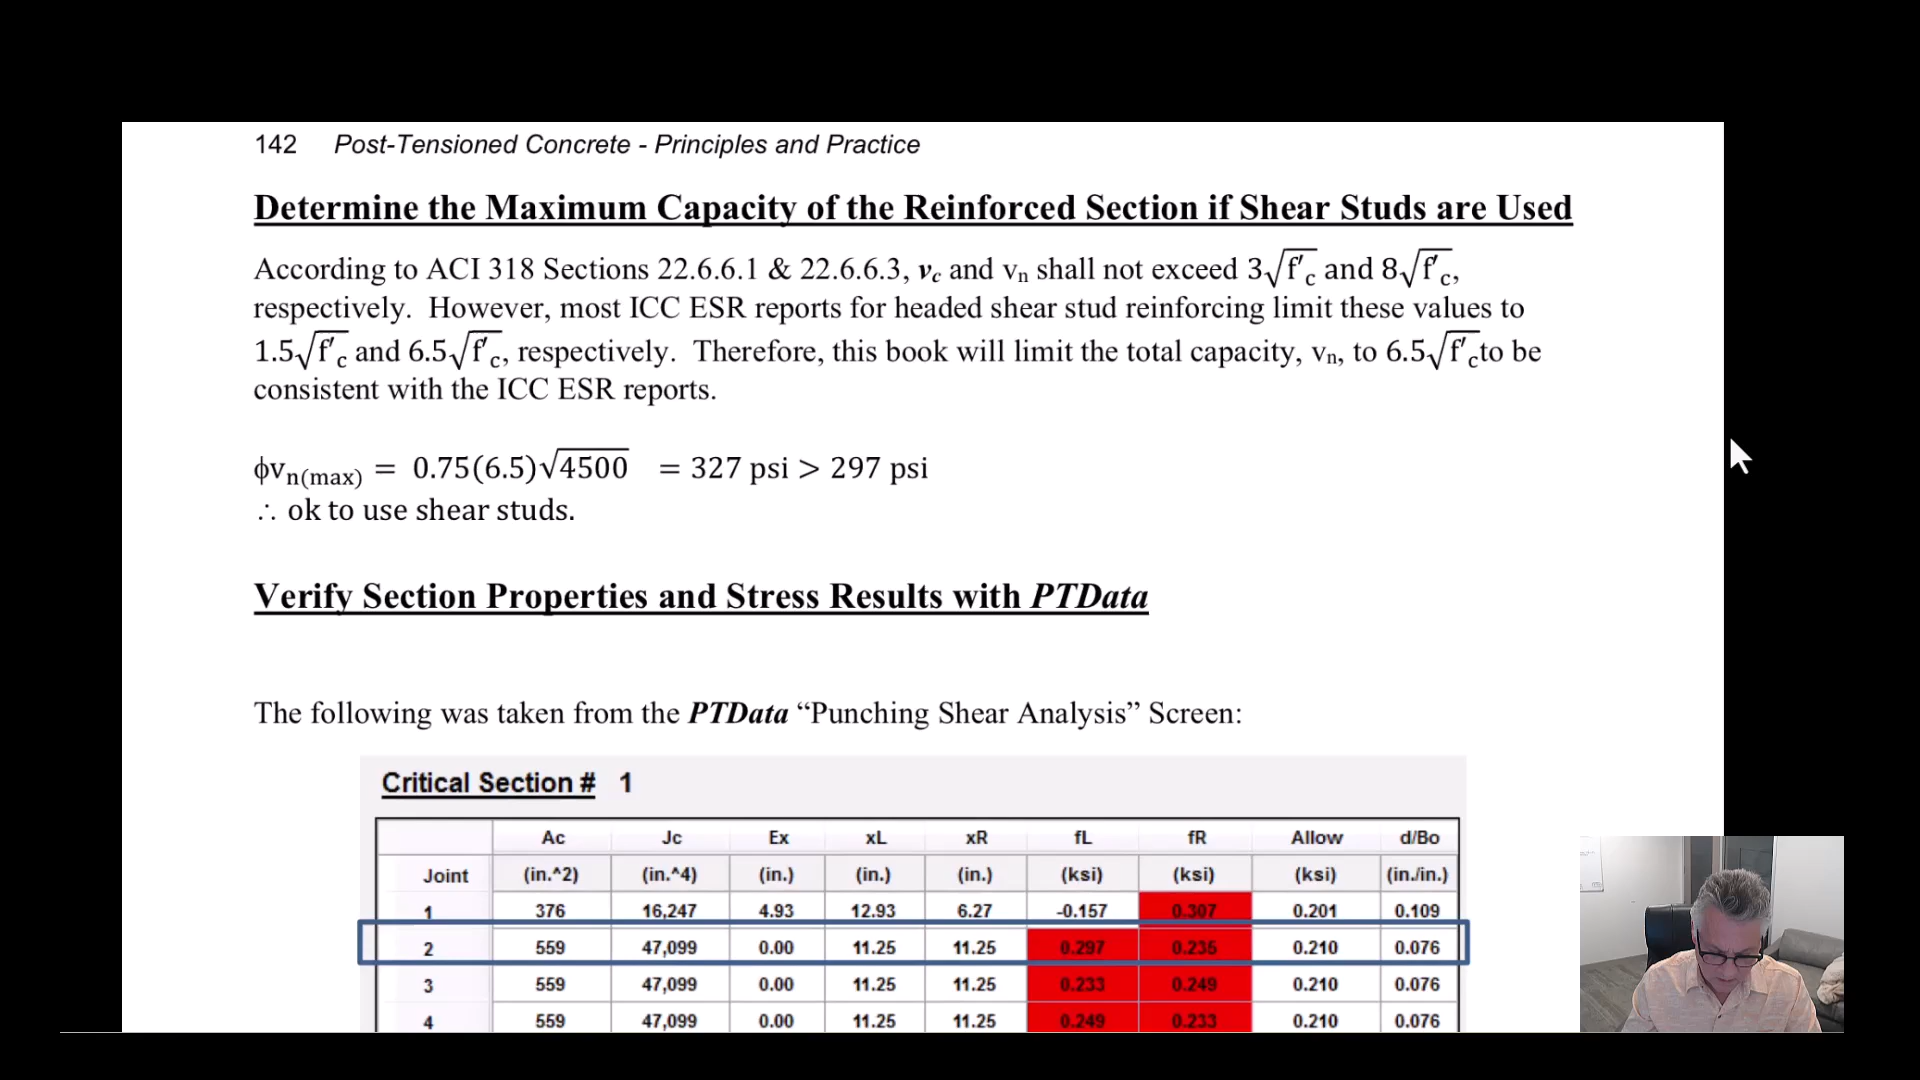 142 Post-Tensioned Concrete - Principles and Practice
Determine the Maximum Capacity of the Reinforced Section if Shear Studs are Used
According to ACI 318 Sections 22.6.6.1 & 22.6.6.3, vc and vn shall not exceed 3√f'c and 8√f'c,
respectively. However, most ICC ESR reports for headed shear stud reinforcing limit these values to
1.5√f'c and 6.5√f'c, respectively. Therefore, this book will limit the total capacity, vn, to 6.5√f'c to be
consistent with the ICC ESR reports.
ϕvn(max) = 0.75(6.5)√4500 = 327 psi > 297 psi
∴ ok to use shear studs.
Verify Section Properties and Stress Results with PTData
The following was taken from the PTData “Punching Shear Analysis” Screen:
Critical Section # 1
Ac Jc Ex xL xR fL fR Allow d/Bo
Joint (in.^2) (in.^4) (in.) (in.) (in.) (ksi) (ksi) (ksi) (in./in.)
1 376 16,247 4.93 12.93 6.27 -0.157 0.307 0.201 0.109
2 559 47,099 0.00 11.25 11.25 0.297 0.235 0.210 0.076
3 559 47,099 0.00 11.25 11.25 0.233 0.249 0.210 0.076
4 559 47,099 0.00 11.25 11.25 0.249 0.233 0.210 0.076